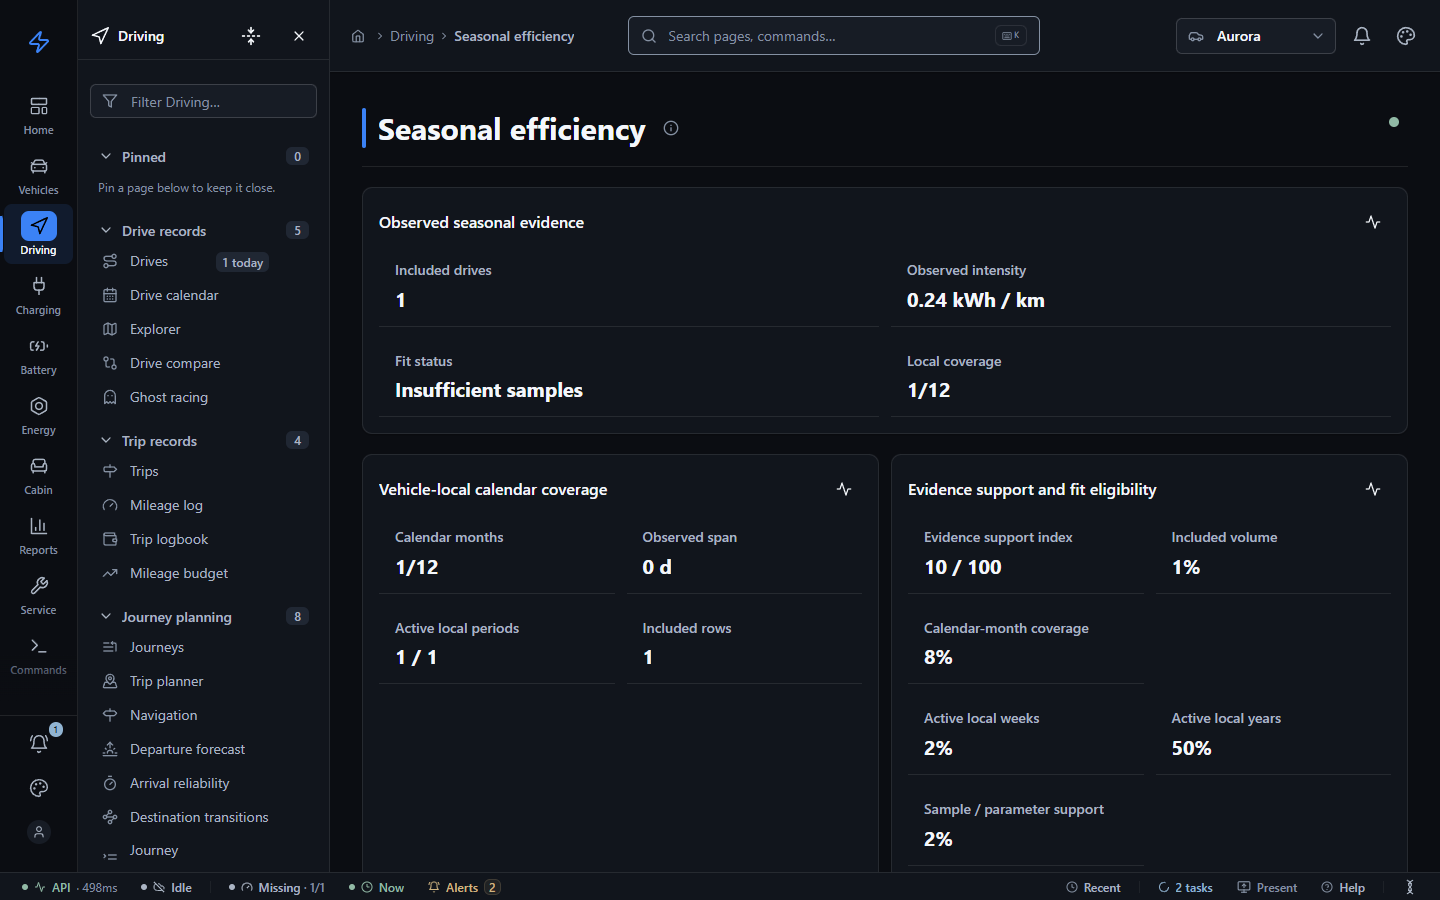 Home
Vehicles
Driving
Charging
Battery
Energy
Cabin
Reports
Service
Commands
1
Driving
Filter Driving...
Pinned
0
Pin a page below to keep it close.
Drive records
5
Drives
1 today
Drive calendar
Explorer
Drive compare
Ghost racing
Trip records
4
Trips
Mileage log
Trip logbook
Mileage budget
Journey planning
8
Journeys
Trip planner
Navigation
Departure forecast
Arrival reliability
Destination transitions
Journey
Driving
Seasonal efficiency
Search pages, commands...
K
Aurora
Seasonal efficiency
Observed seasonal evidence
Included drives
1
Observed intensity
0.24 kWh / km
Fit status
Insufficient samples
Local coverage
1/12
Vehicle-local calendar coverage
Calendar months
1/12
Observed span
0 d
Active local periods
1 / 1
Included rows
1
Evidence support and fit eligibility
Evidence support index
10 / 100
Included volume
1%
Calendar-month coverage
8%
Active local weeks
2%
Active local years
50%
Sample / parameter support
2%
API · 498ms
Idle
Missing · 1/1
Now
Alerts 2
Recent
2 tasks
Present
Help